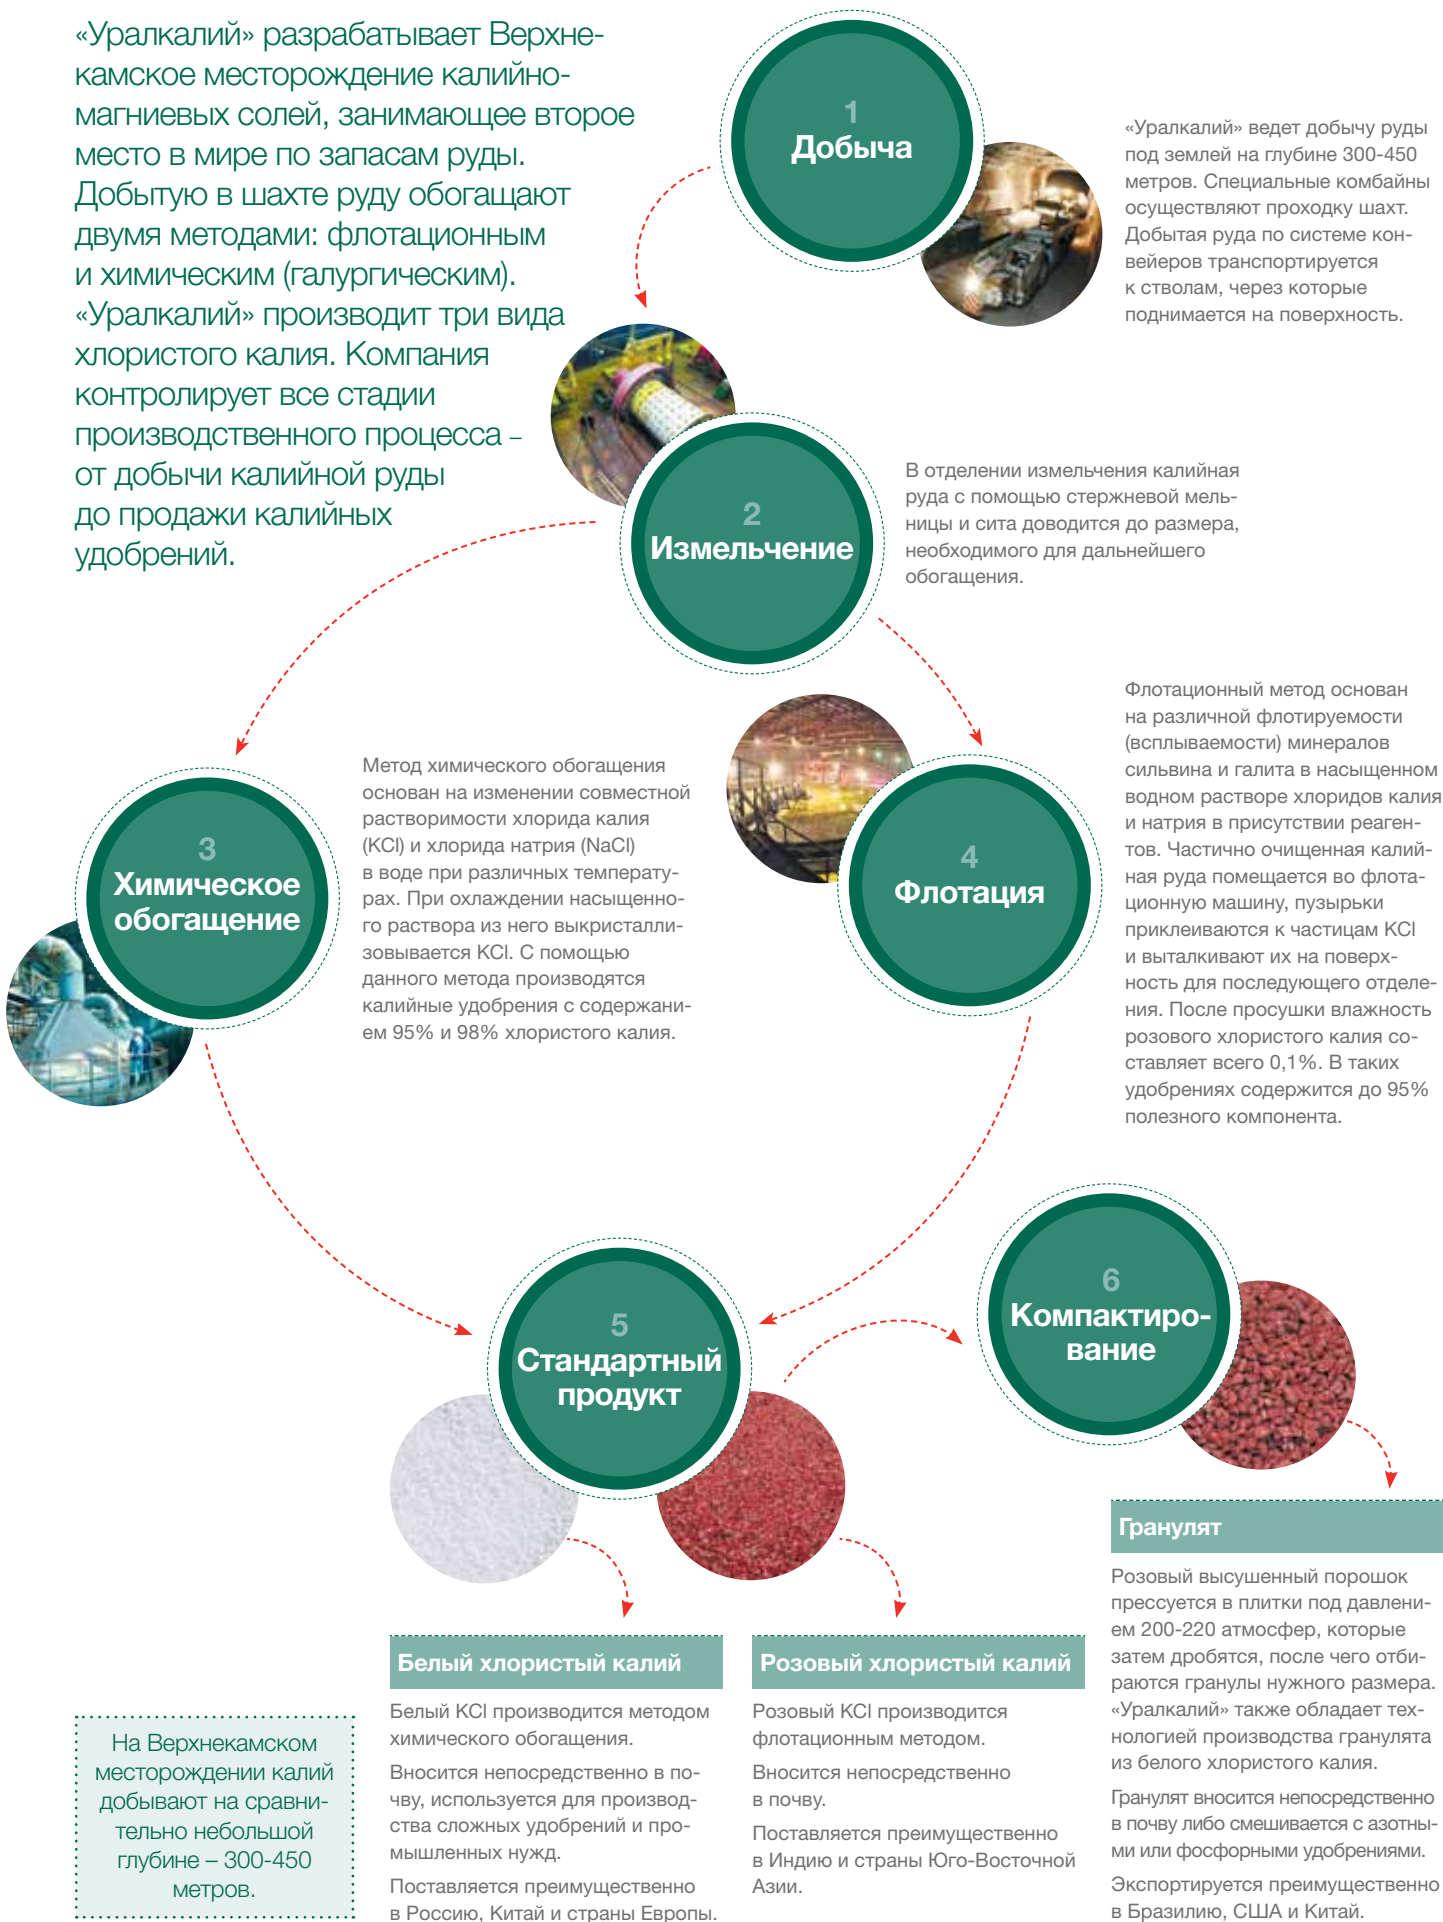 «Уралкалий» разрабатывает Верхне-
камское месторождение калийно-
магниевых солей, занимающее второе
место в мире по запасам руды.
Добытую в шахте руду обогащают
двумя методами: флотационным
и химическим (галургическим).
«Уралкалий» производит три вида
хлористого калия. Компания
контролирует все стадии
производственного процесса –
от добычи калийной руды
до продажи калийных
удобрений.
1
Добыча
«Уралкалий» ведет добычу руды
под землей на глубине 300-450
метров. Специальные комбайны
осуществляют проходку шахт.
Добытая руда по системе кон-
вейеров транспортируется
к стволам, через которые
поднимается на поверхность.
2
Измельчение
В отделении измельчения калийная
руда с помощью стержневой мель-
ницы и сита доводится до размера,
необходимого для дальнейшего
обогащения.
3
Химическое
обогащение
Метод химического обогащения
основан на изменении совместной
растворимости хлорида калия
(KCl) и хлорида натрия (NaCl)
в воде при различных температу-
рах. При охлаждении насыщенно-
го раствора из него выкристалли-
зовывается KCl. С помощью
данного метода производятся
калийные удобрения с содержани-
ем 95% и 98% хлористого калия.
4
Флотация
Флотационный метод основан
на различной флотируемости
(всплываемости) минералов
сильвина и галита в насыщенном
водном растворе хлоридов калия
и натрия в присутствии реаген-
тов. Частично очищенная калий-
ная руда помещается во флота-
ционную машину, пузырьки
приклеиваются к частицам KCl
и выталкивают их на поверх-
ность для последующего отделе-
ния. После просушки влажность
розового хлористого калия со-
ставляет всего 0,1%. В таких
удобрениях содержится до 95%
полезного компонента.
5
Стандартный
продукт
6
Компактиро-
вание
Белый хлористый калий
Белый KCl производится методом
химического обогащения.
Вносится непосредственно в по-
чву, используется для производ-
ства сложных удобрений и про-
мышленных нужд.
Поставляется преимущественно
в Россию, Китай и страны Европы.
Розовый хлористый калий
Розовый KCl производится
флотационным методом.
Вносится непосредственно
в почву.
Поставляется преимущественно
в Индию и страны Юго-Восточной
Азии.
Гранулят
Розовый высушенный порошок
прессуется в плитки под давлени-
ем 200-220 атмосфер, которые
затем дробятся, после чего отби-
раются гранулы нужного размера.
«Уралкалий» также обладает тех-
нологией производства гранулята
из белого хлористого калия.
Гранулят вносится непосредственно
в почву либо смешивается с азотны-
ми или фосфорными удобрениями.
Экспортируется преимущественно
в Бразилию, США и Китай.
На Верхнекамском
месторождении калий
добывают на сравни-
тельно небольшой
глубине – 300-450
метров.